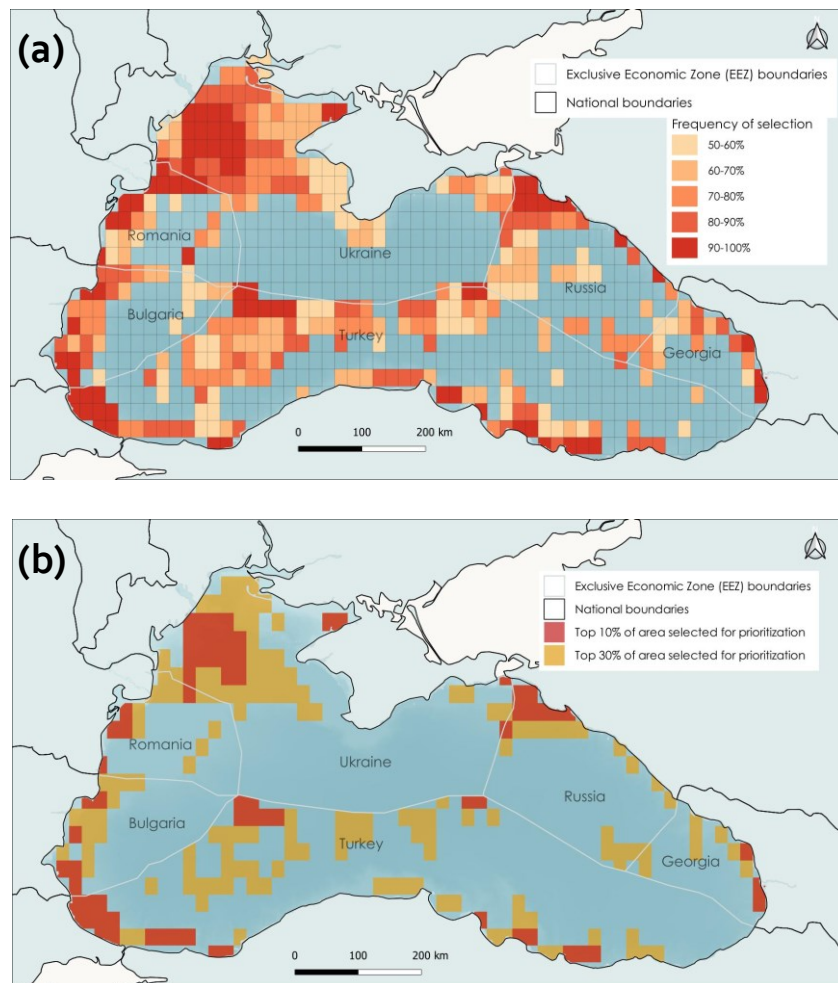 (a)
Exclusive Economic Zone (EEZ) boundaries
National boundaries
Frequency of selection
50-60%
60-70%
70-80%
80-90%
90-100%
Romania
Ukraine
Russia
Bulgaria
Turkey
Georgia
0 100 200 km
(b)
Exclusive Economic Zone (EEZ) boundaries
National boundaries
Top 10% of area selected for prioritization
Top 30% of area selected for prioritization
Romania
Ukraine
Russia
Bulgaria
Turkey
Georgia
0 100 200 km